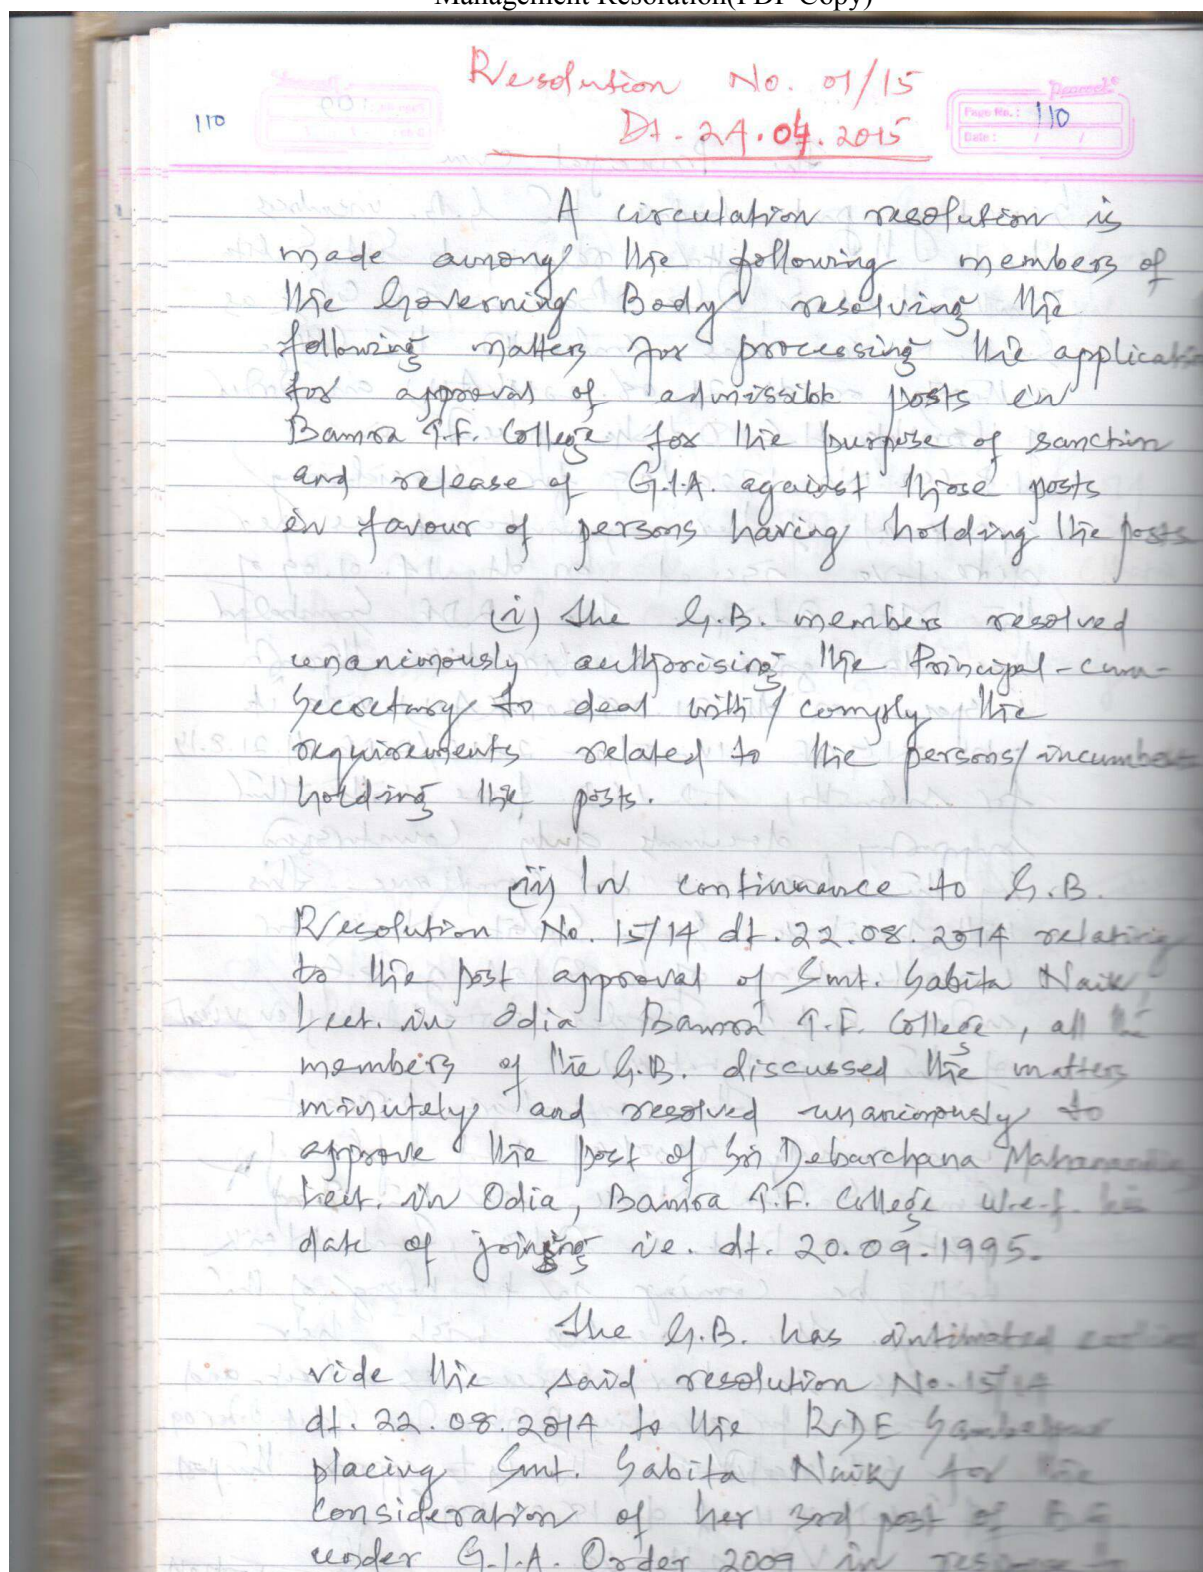 Management Resolution(PDF Copy)
Resolution No. 01/15
Dt - 24.04.2015
110
Page No.: 110
Date: / /
A circulation resolution is
made among the following members of
the Governing Body resolving the
following matters for processing the applicati
for approval of admissible posts in
Bamra T.F. College for the purpose of sanction
and release of G.I.A. against those posts
in favour of persons having holding the posts
(i) The G.B. members resolved
unanimously authorising the Principal-cum-
Secretary to deal with / comply the
requirements related to the persons/incumbents
holding the posts.
(ii) In continuance to G.B.
Resolution No. 15/14 dt. 22.08.2014 relating
to the post approval of Smt. Sabita Naik,
Lect. in Odia Bamra T.F. College, all the
members of the G.B. discussed the matters
minutely and resolved unanimously to
approve the post of Sri Debarchana Mahanandia
Lect. in Odia, Bamra T.F. College w.e.f. his
date of joining i.e. dt. 20.09.1995.
The G.B. has intimated earlier
vide the said resolution No. 15/14
dt. 22.08.2014 to the RDE Sambalpur
placing Smt. Sabita Naik for the
consideration of her 3rd post of
under G.I.A. Order 2009 in response